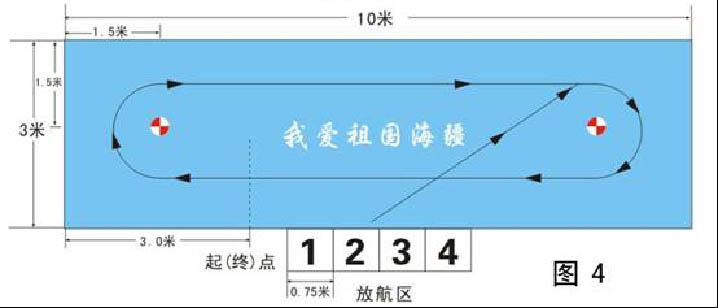 10米
1.5米
1.5米
3米
我爱祖国海疆
3.0米
起(终)点
1 2 3 4
0.75米
放航区
图 4